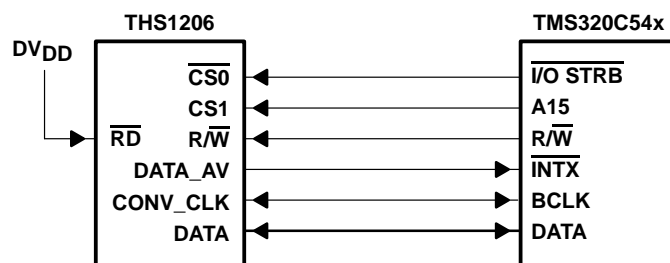 THS1206 TMS320C54x
DVDD
CS0 I/O STRB
CS1 A15
RD R/W R/W
DATA_AV INTX
CONV_CLK BCLK
DATA DATA